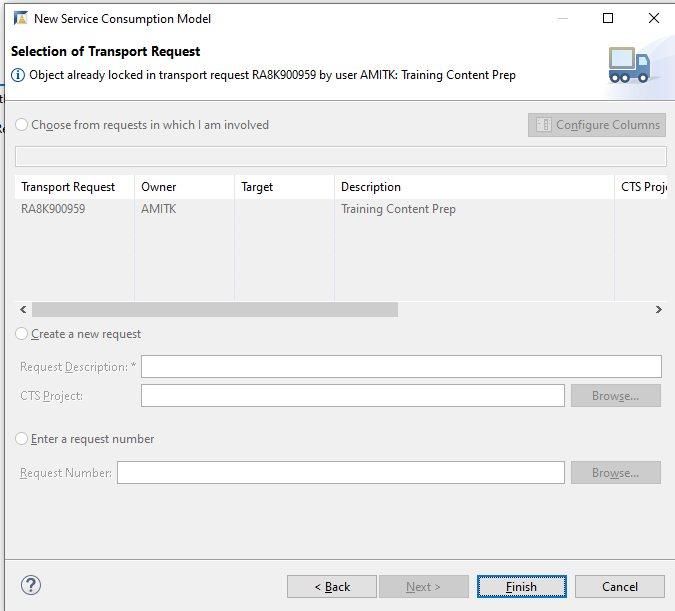 New Service Consumption Model
Selection of Transport Request
Object already locked in transport request RA8K900959 by user AMITK: Training Content Prep
Choose from requests in which I am involved
Configure Columns
Transport Request Owner Target Description CTS Proj
RA8K900959 AMITK Training Content Prep
Create a new request
Request Description: *
CTS Project:
Browse...
Enter a request number
Request Number:
Browse...
< Back
Next >
Finish
Cancel